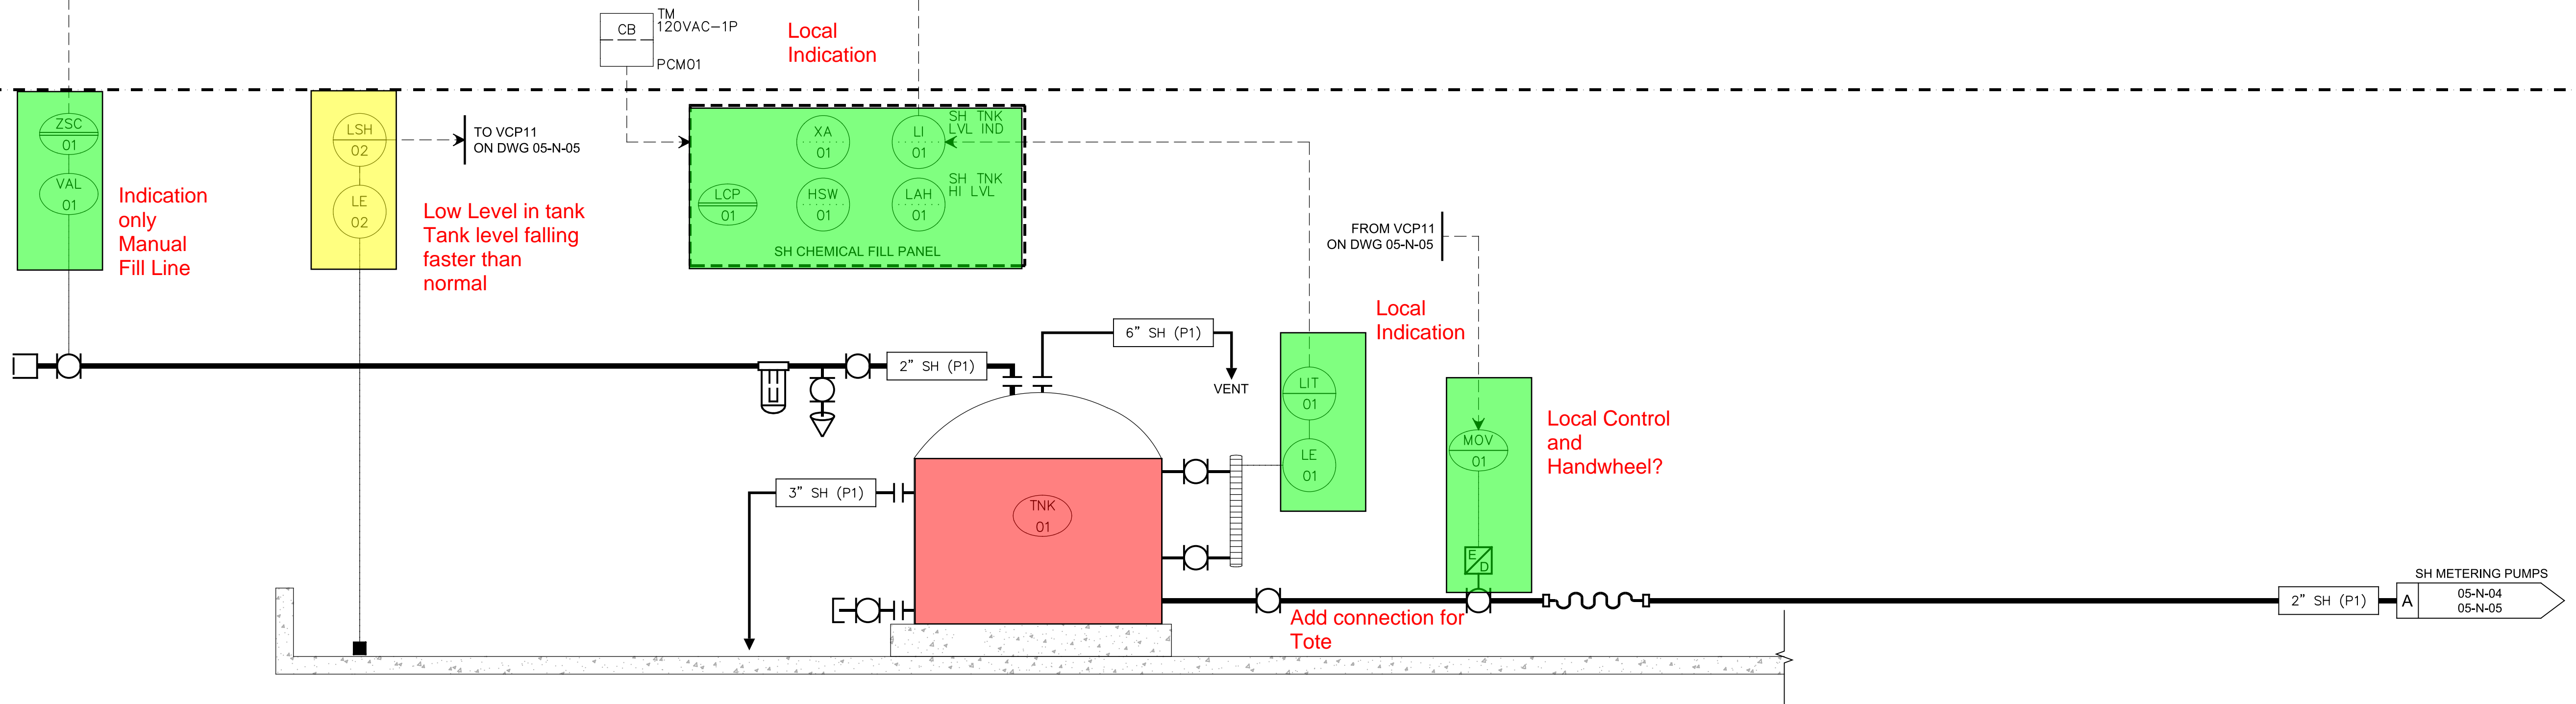 TM
120VAC-1P
CB
PCM01
Local
Indication
ZSC
01
VAL
01
Indication
only
Manual
Fill Line
LSH
02
LE
02
TO VCP11
ON DWG 05-N-05
Low Level in tank
Tank level falling
faster than
normal
XA
01
LI
01
SH TNK
LVL IND
LCP
01
HSW
01
LAH
01
SH TNK
HI LVL
SH CHEMICAL FILL PANEL
FROM VCP11
ON DWG 05-N-05
Local
Indication
2" SH (P1)
6" SH (P1)
VENT
LIT
01
LE
01
MOV
01
Local Control
and
Handwheel?
3" SH (P1)
TNK
01
E
D
Add connection for
Tote
2" SH (P1)
SH METERING PUMPS
A
05-N-04
05-N-05